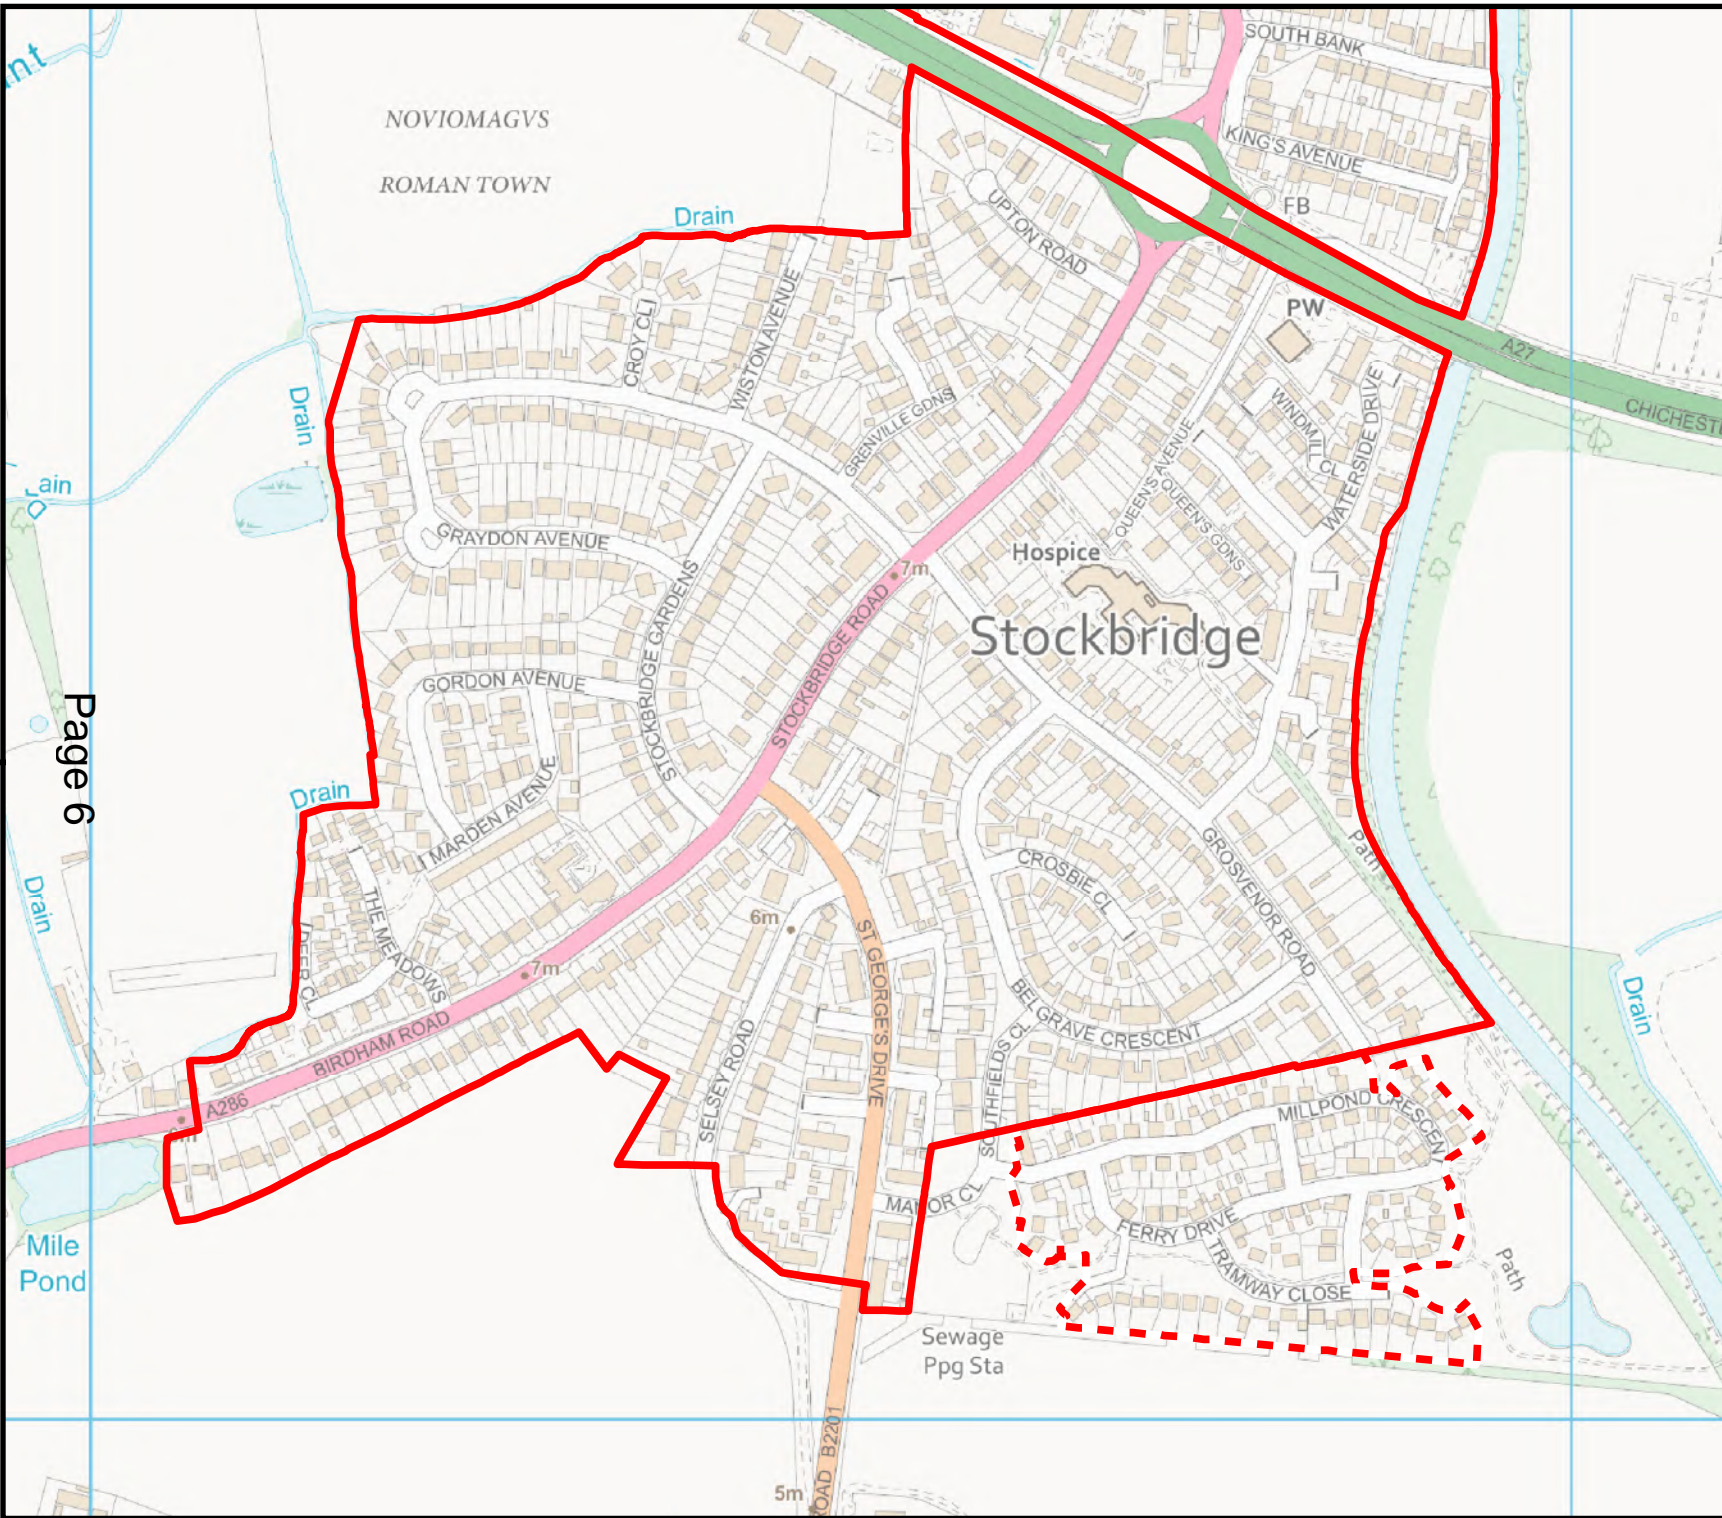 SOUTH BANK
NOVIOMAGVS
ROMAN TOWN
KING'S AVENUE
FB
Drain
UPTON ROAD
PW
A27
CHICHEST
WISTON AVENUE
CROY CL
Drain
GRENVILLE GDNS
WINDMILL CL
WATERSIDE DRIVE
QUEEN'S AVENUE
QUEEN'S GDNS
GRAYDON AVENUE
Hospice
7m
Stockbridge
STOCKBRIDGE GARDENS
STOCKBRIDGE ROAD
GORDON AVENUE
Page 6
MARDEN AVENUE
Drain
Path
GROSVENOR ROAD
CROSBIE CL
Drain
THE MEADOWS
DEER CL
6m
7m
ST GEORGE'S DRIVE
BELGRAVE CRESCENT
Drain
BIRDHAM ROAD
SELSEY ROAD
SOUTHFIELDS CL
A286
MILLPOND CRESCENT
MANOR CL
FERRY DRIVE
TRAMWAY CLOSE
Path
Mile
Pond
Sewage
Ppg Sta
B2201
5m